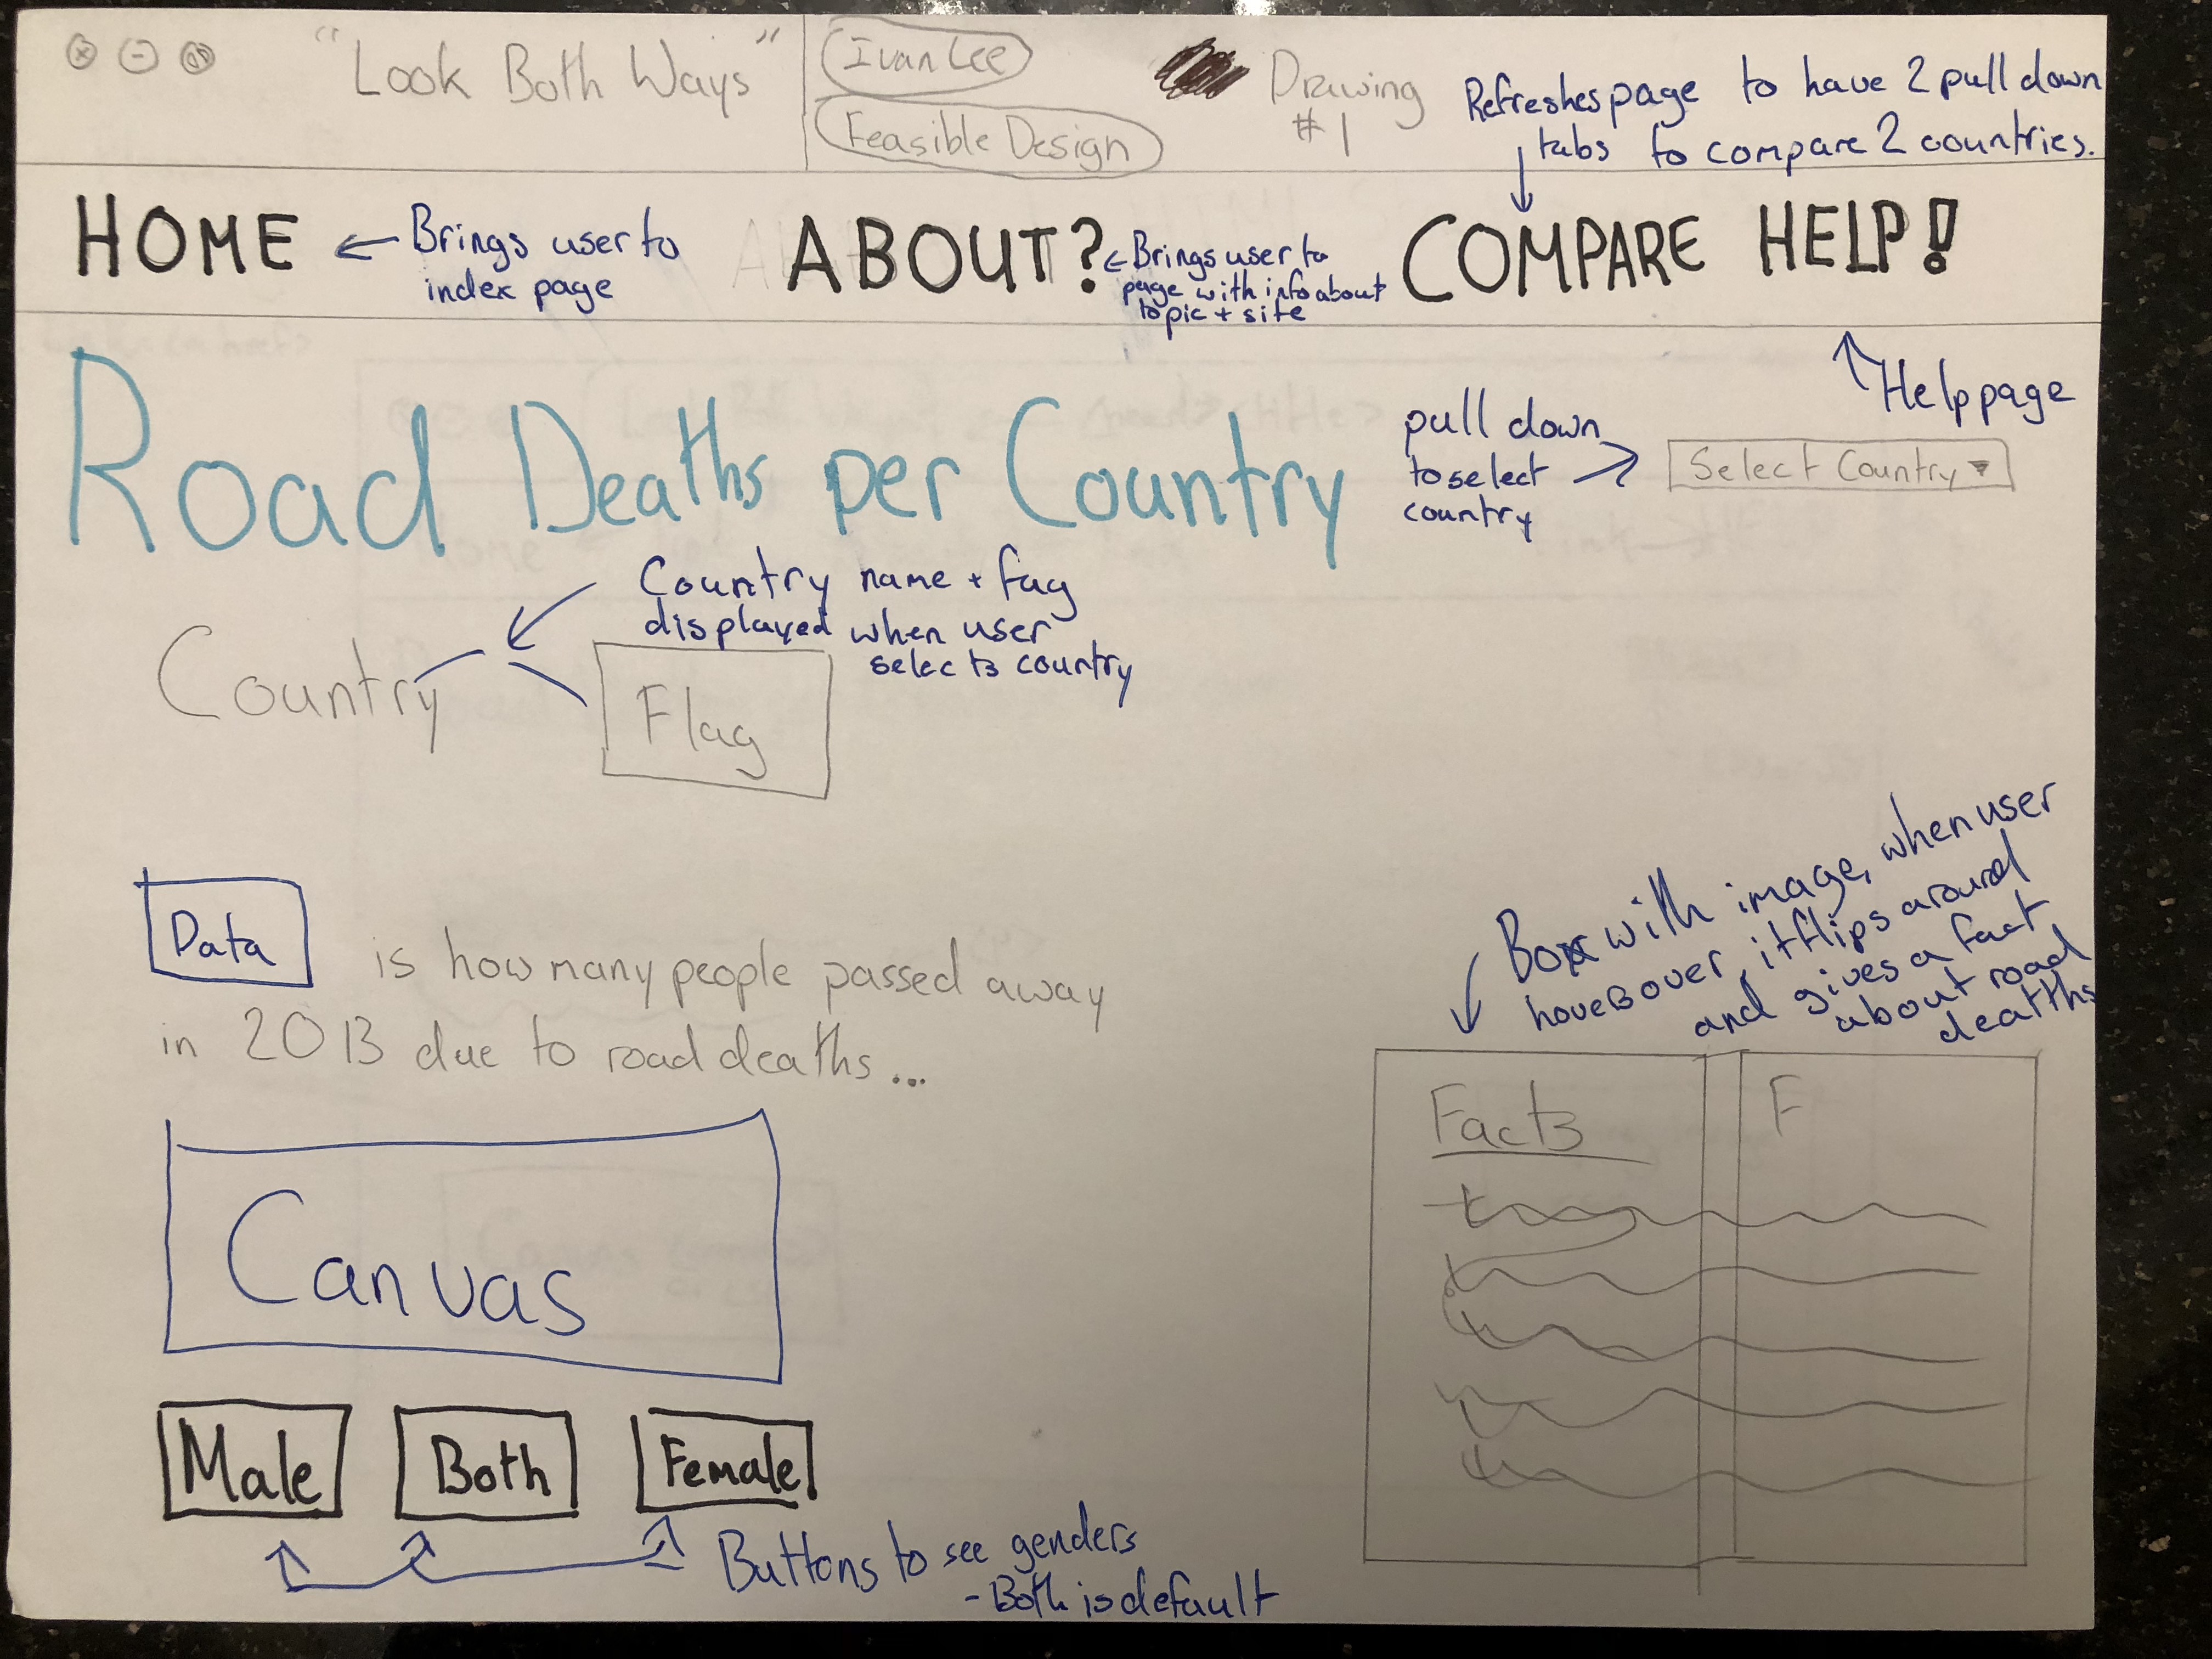 "Look Both Ways"
Ivan Lee
Feasible Design
Drawing
#1
Refreshes page to have 2 pull down
tabs to compare 2 countries.
HOME
← Brings user to
index page
ABOUT?
← Brings user to
page with info about
topic + site
COMPARE
HELP!
Help page
Road Deaths per Country
pull down
to select →
country
Select Country ▾
Country
Flag
Country name + flag
displayed when user
selects country
Data is how many people passed away
in 2013 due to road deaths...
Canvas
Male
Both
Female
Buttons to see genders
- Both is default
Box with image, when user
hovers over it flips around
and gives a fact
about road
deaths
Facts
F